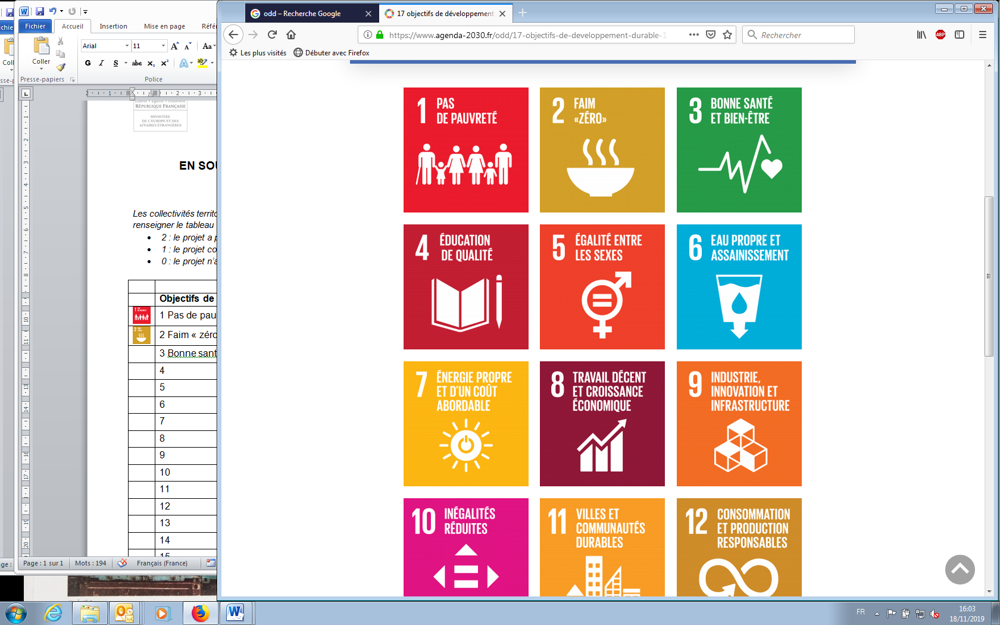 odd – Recherche Google
17 objectifs de développement
https://www.agenda-2030.fr/odd/17-objectifs-de-developpement-durable-1
Rechercher
Les plus visités
Débuter avec Firefox
Fichier
Accueil
Insertion
Mise en page
Coller
Arial
11
Aa
G I S abc x₂ x²
Presse-papiers
Police
RÉPUBLIQUE FRANÇAISE
MINISTÈRE
DE L'EUROPE ET DES
AFFAIRES ÉTRANGÈRES
EN SOU
Les collectivités territo
renseigner le tableau
• 2 : le projet a p
• 1 : le projet co
• 0 : le projet n'a
Objectifs de
1 Pas de pau
2 Faim « zéro
3 Bonne sant
4
5
6
7
8
9
10
11
12
13
14
15
Page : 1 sur 1
Mots : 194
Français (France)
1 PAS
DE PAUVRETÉ
2 FAIM
«ZÉRO»
3 BONNE SANTÉ
ET BIEN-ÊTRE
4 ÉDUCATION
DE QUALITÉ
5 ÉGALITÉ ENTRE
LES SEXES
6 EAU PROPRE ET
ASSAINISSEMENT
7 ÉNERGIE PROPRE
ET D'UN COÛT
ABORDABLE
8 TRAVAIL DÉCENT
ET CROISSANCE
ÉCONOMIQUE
9 INDUSTRIE,
INNOVATION ET
INFRASTRUCTURE
10 INÉGALITÉS
RÉDUITES
11 VILLES ET
COMMUNAUTÉS
DURABLES
12 CONSOMMATION
ET PRODUCTION
RESPONSABLES
FR
16:03
18/11/2019